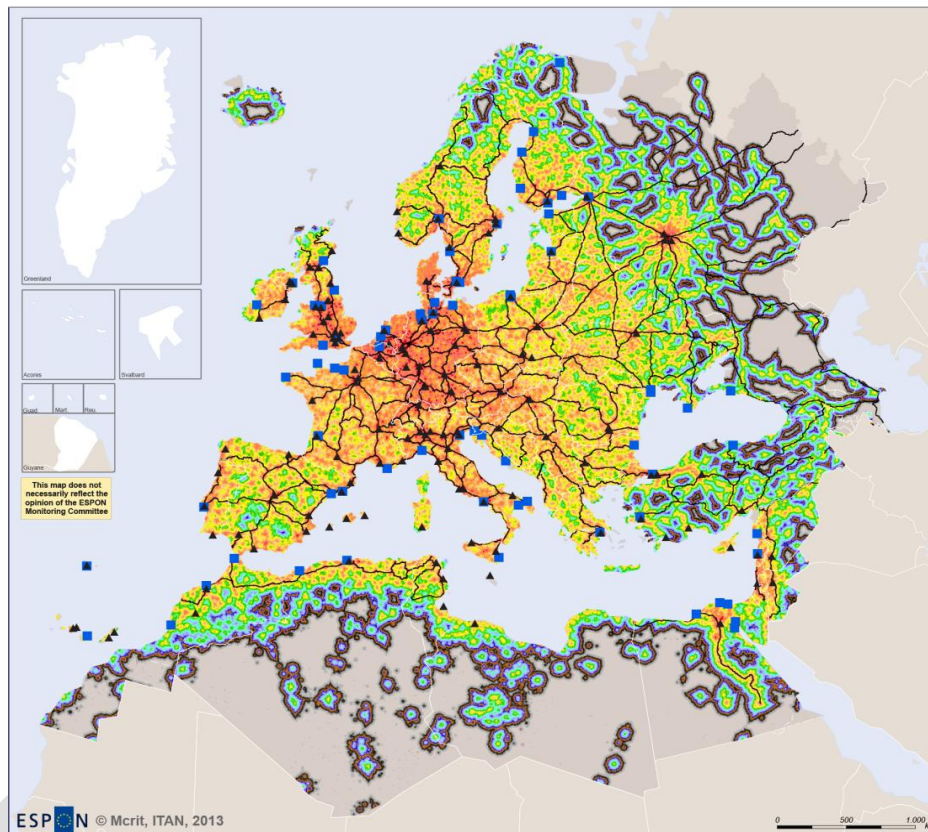 Greenland
Acores
Svalbard
Guad.
Mart.
Reu.
Guyane
This map does not
necessarily reflect the
opinion of the ESPON
Monitoring Committee
ESPON © Mcrit, ITAN, 2013
0 500 1.000